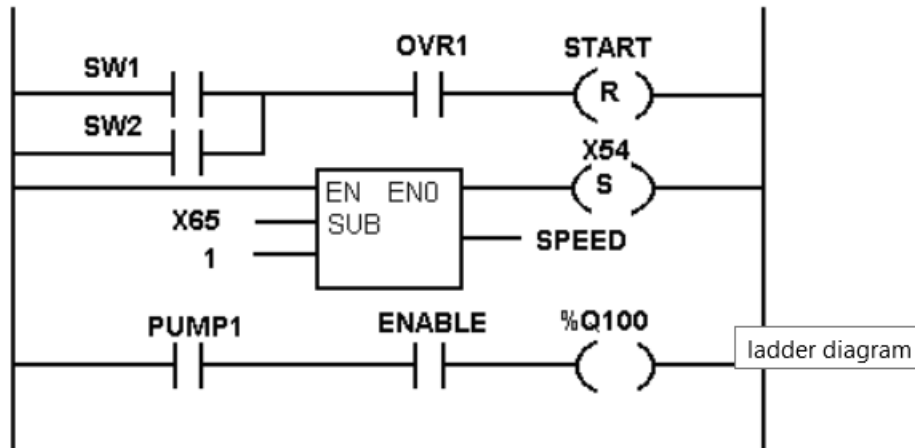 OVR1 START
SW1
R
SW2
X54
S
EN EN0
X65 SUB
SPEED
1
PUMP1 ENABLE %Q100
ladder diagram